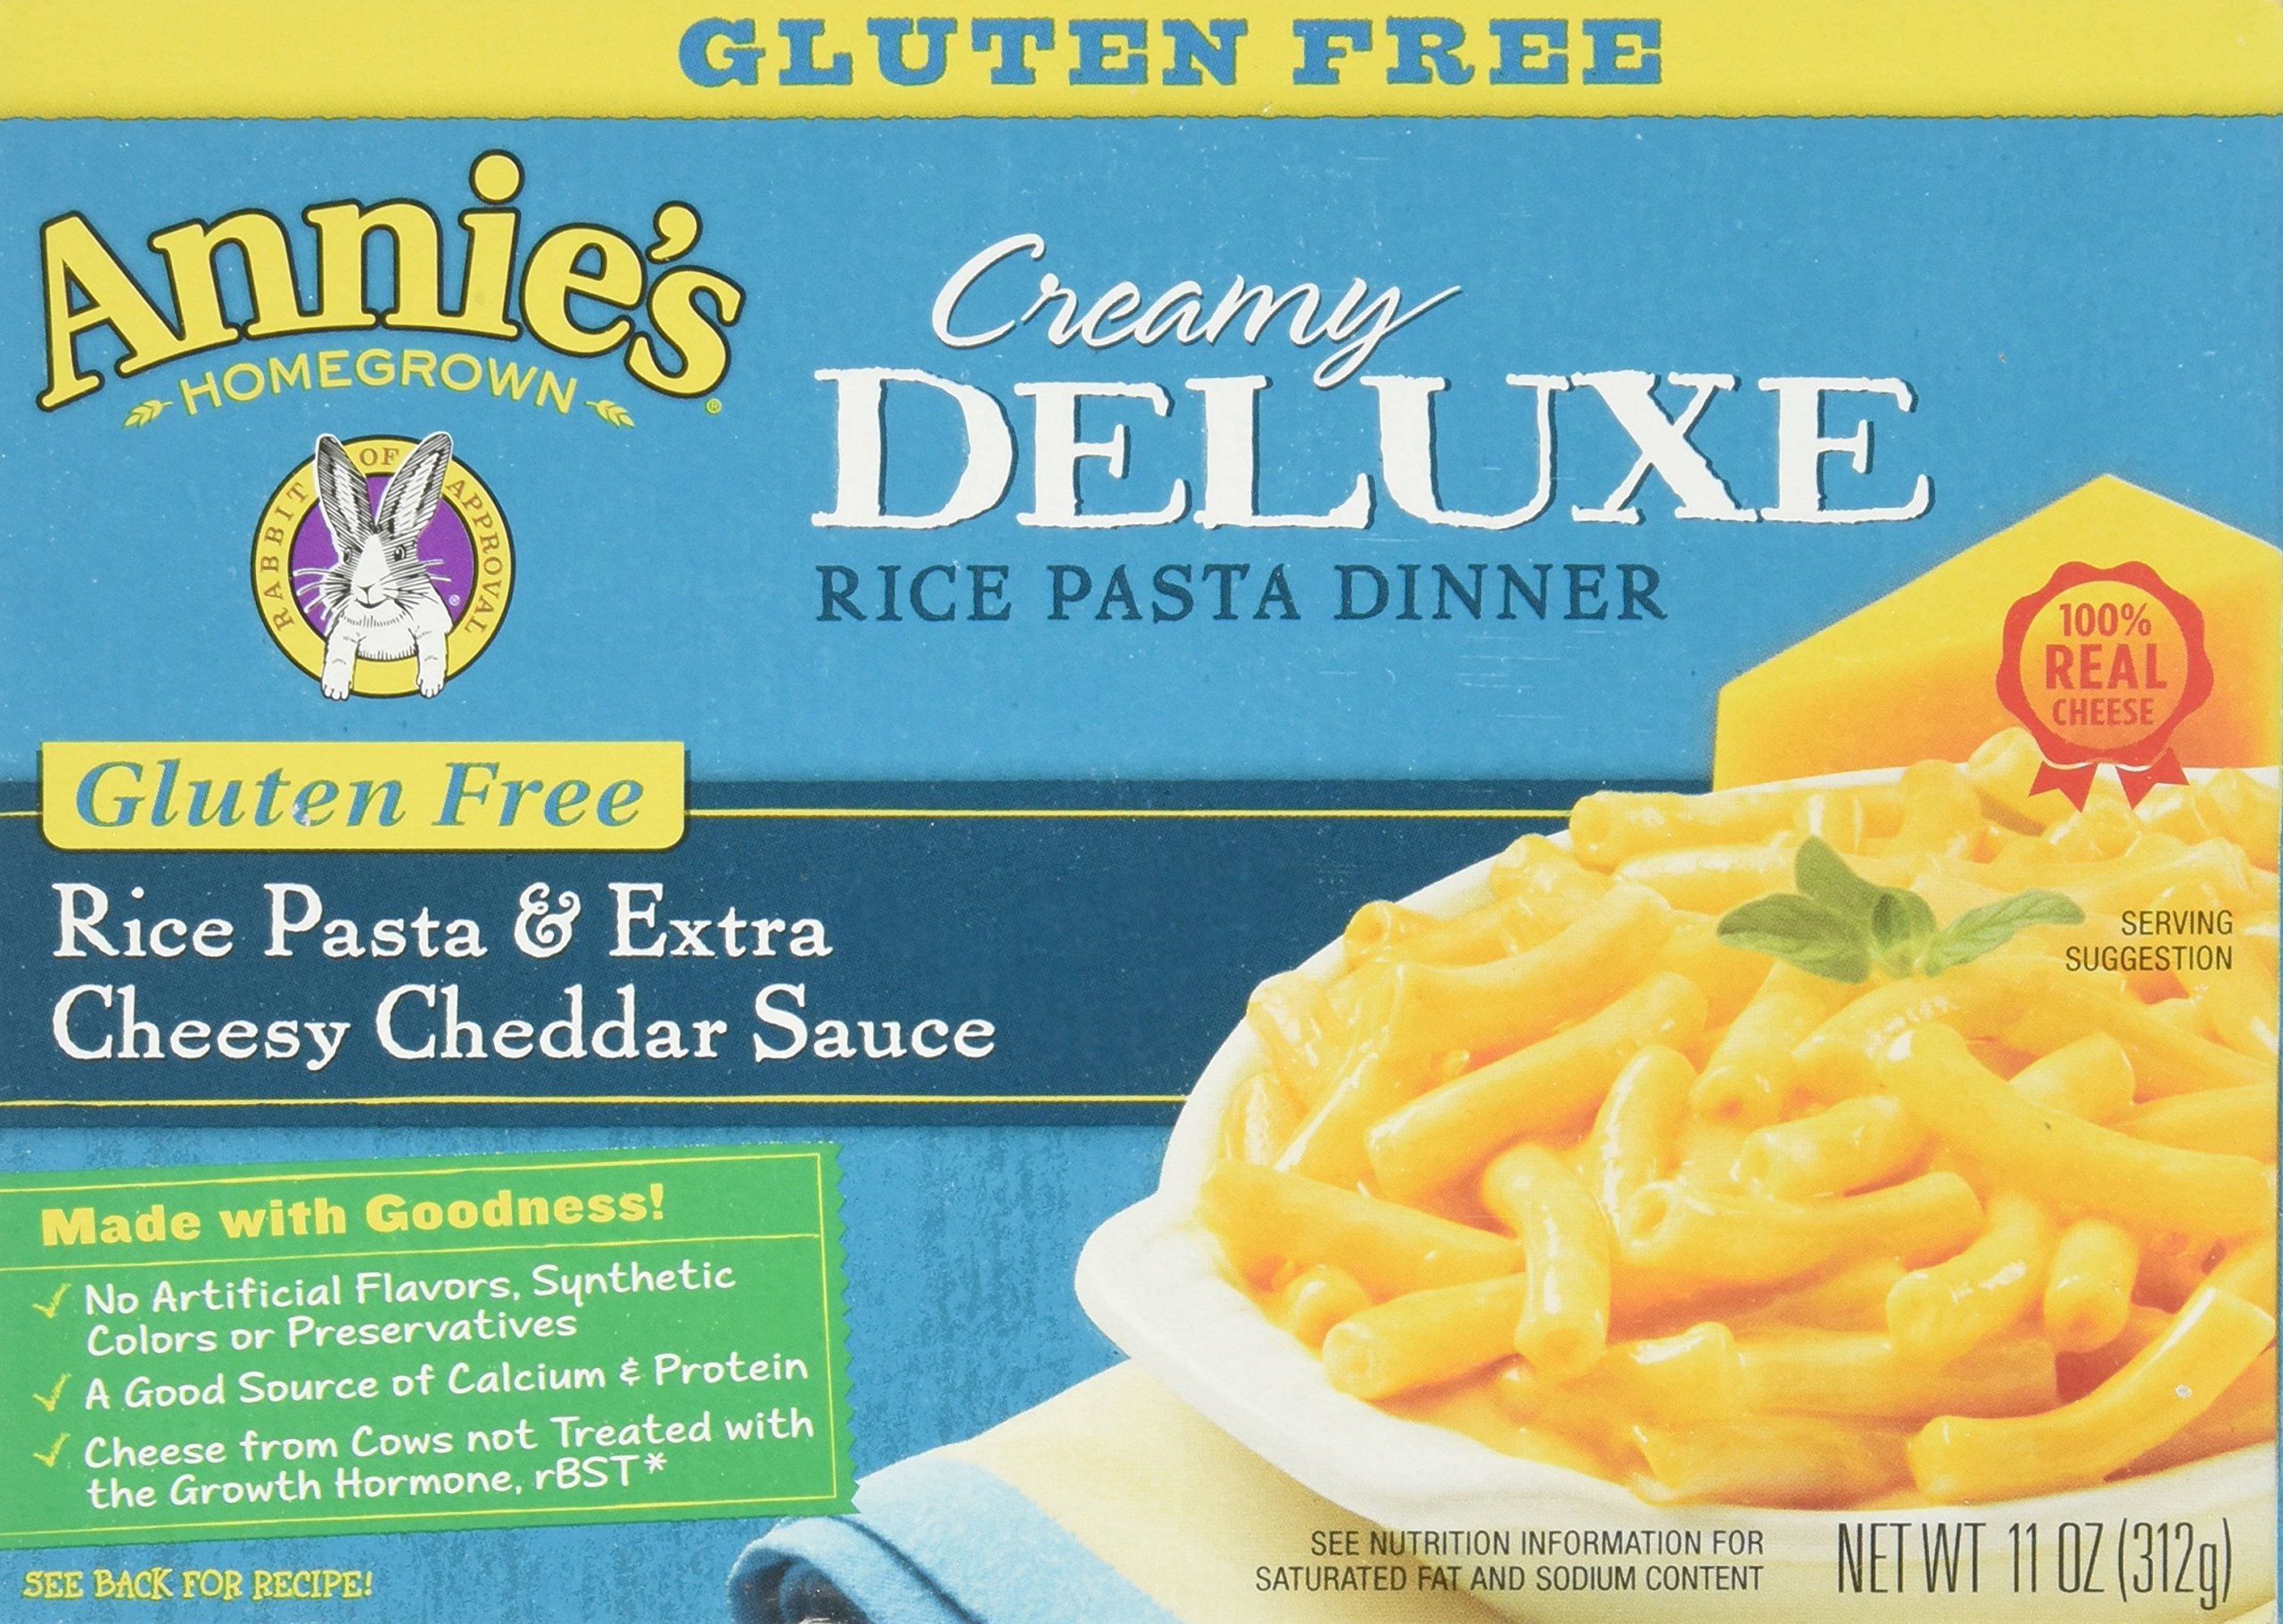 GLUTEN FREE
Annie's
HOMEGROWN
®
RABBIT OF APPROVAL
®
Creamy
DELUXE
RICE PASTA DINNER
100%
REAL
CHEESE
Gluten Free
Rice Pasta & Extra
Cheesy Cheddar Sauce
SERVING
SUGGESTION
Made with Goodness!
✓ No Artificial Flavors, Synthetic
Colors or Preservatives
✓ A Good Source of Calcium & Protein
✓ Cheese from Cows not Treated with
the Growth Hormone, rBST*
SEE BACK FOR RECIPE!
SEE NUTRITION INFORMATION FOR
SATURATED FAT AND SODIUM CONTENT
NET WT 11 OZ (312g)